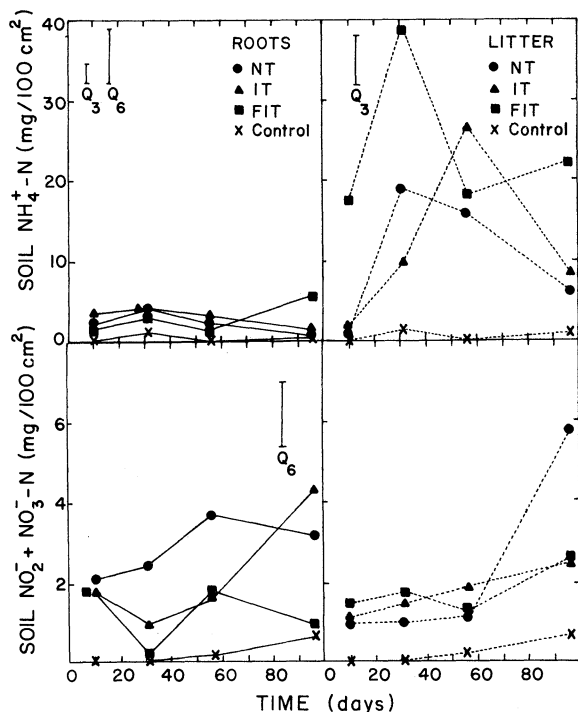 SOIL NH₄⁺-N (mg/100 cm²)
40
30
20
10
0
Q₃ Q₆
ROOTS
NT
IT
FIT
Control
Q₃
LITTER
NT
IT
FIT
Control
SOIL NO₂⁻ + NO₃⁻-N (mg/100 cm²)
6
4
2
Q₆
0 20 40 60 80 0 20 40 60 80 100
TIME (days)